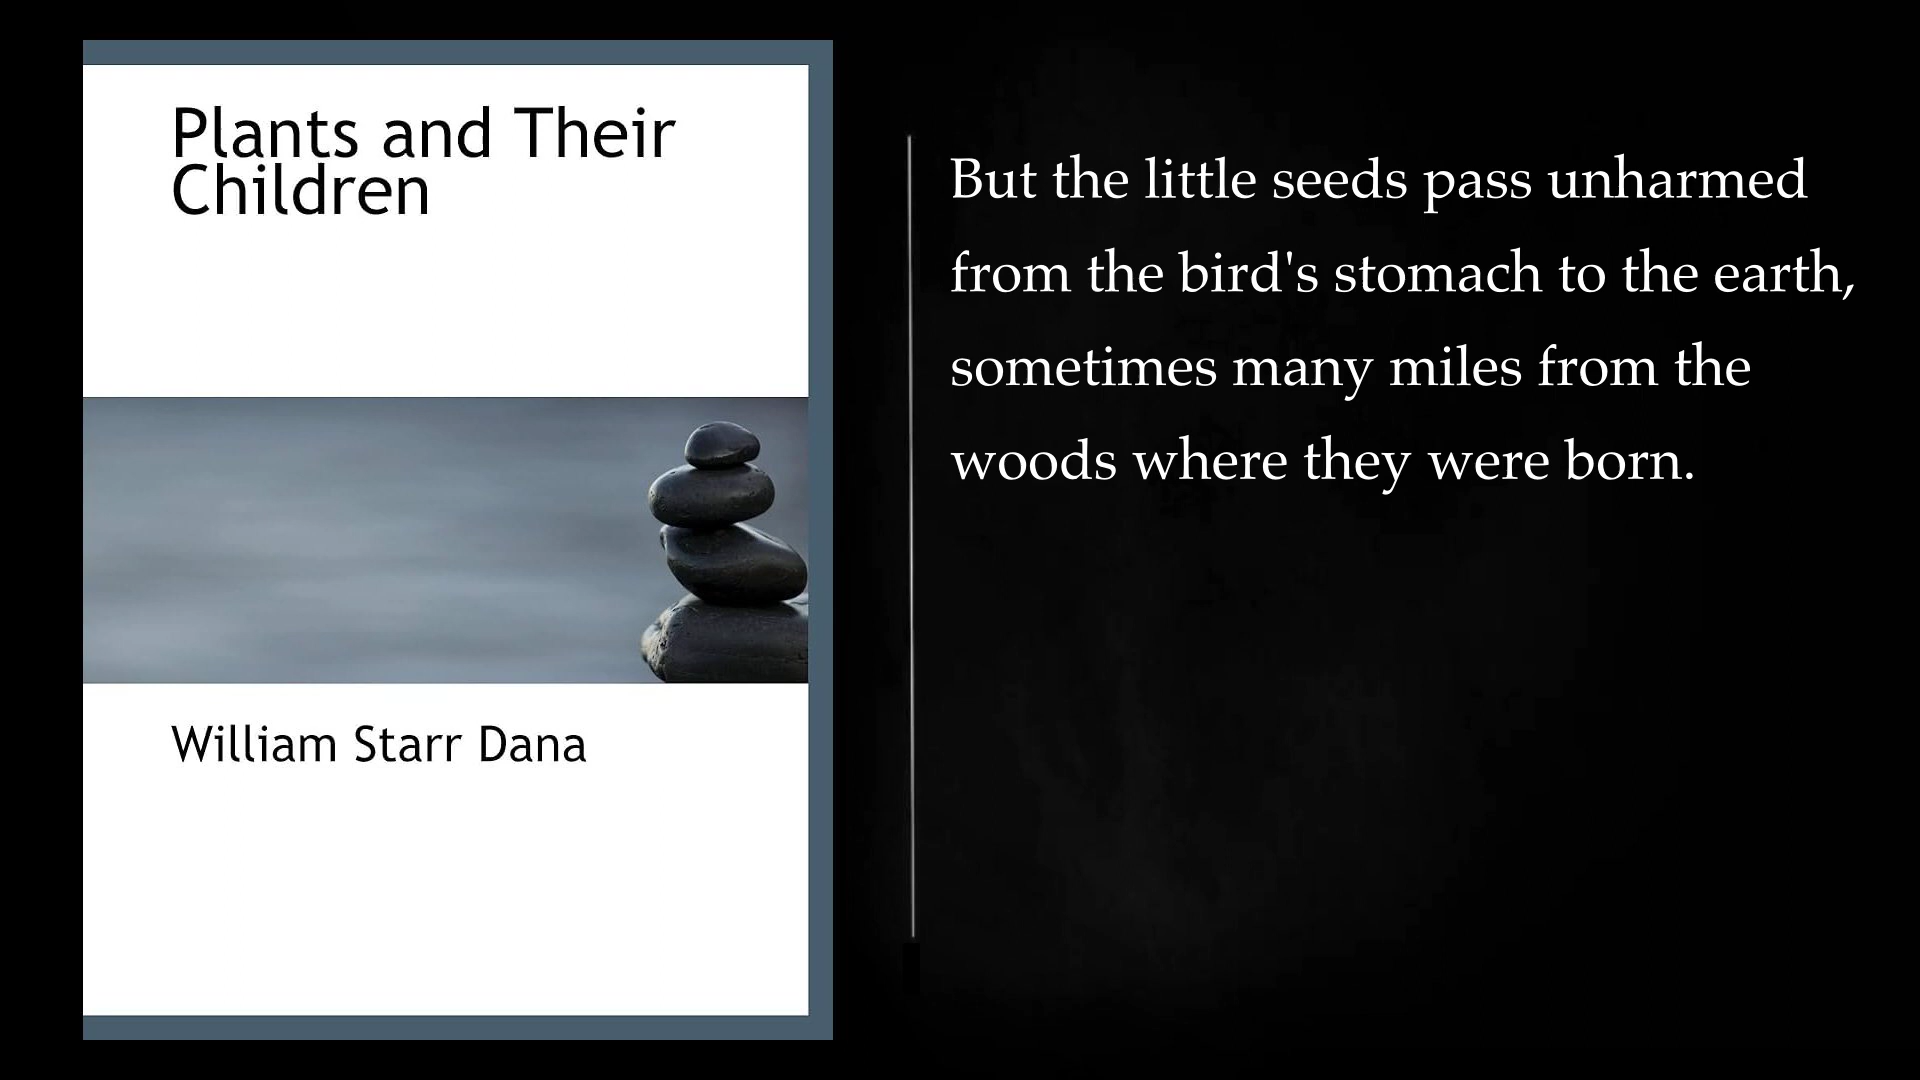 Plants and Their
Children
William Starr Dana
But the little seeds pass unharmed
from the bird's stomach to the earth,
sometimes many miles from the
woods where they were born.